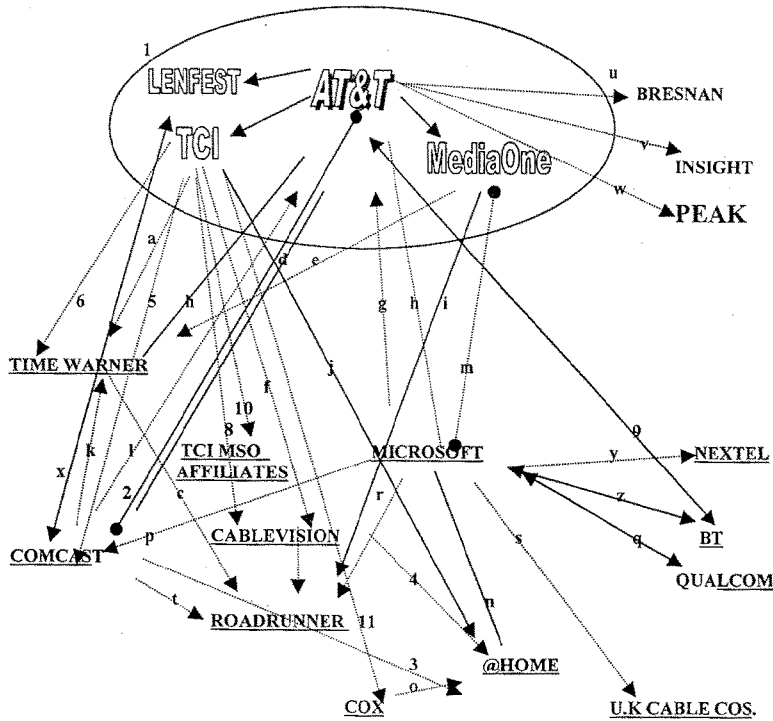 1
u
LENFEST
AT&T
BRESNAN
TCI
v
MediaOne
INSIGHT
w
PEAK
a
d
e
6
5
h
g
h
i
TIME WARNER
j
m
f
10
k
l
8
9
TCI MSO
AFFILIATES
MICROSOFT
y
NEXTEL
x
2
c
r
z
p
CABLEVISION
s
q
BT
COMCAST
QUALCOM
4
t
n
ROADRUNNER
11
3
@HOME
o
COX
U.K CABLE COS.